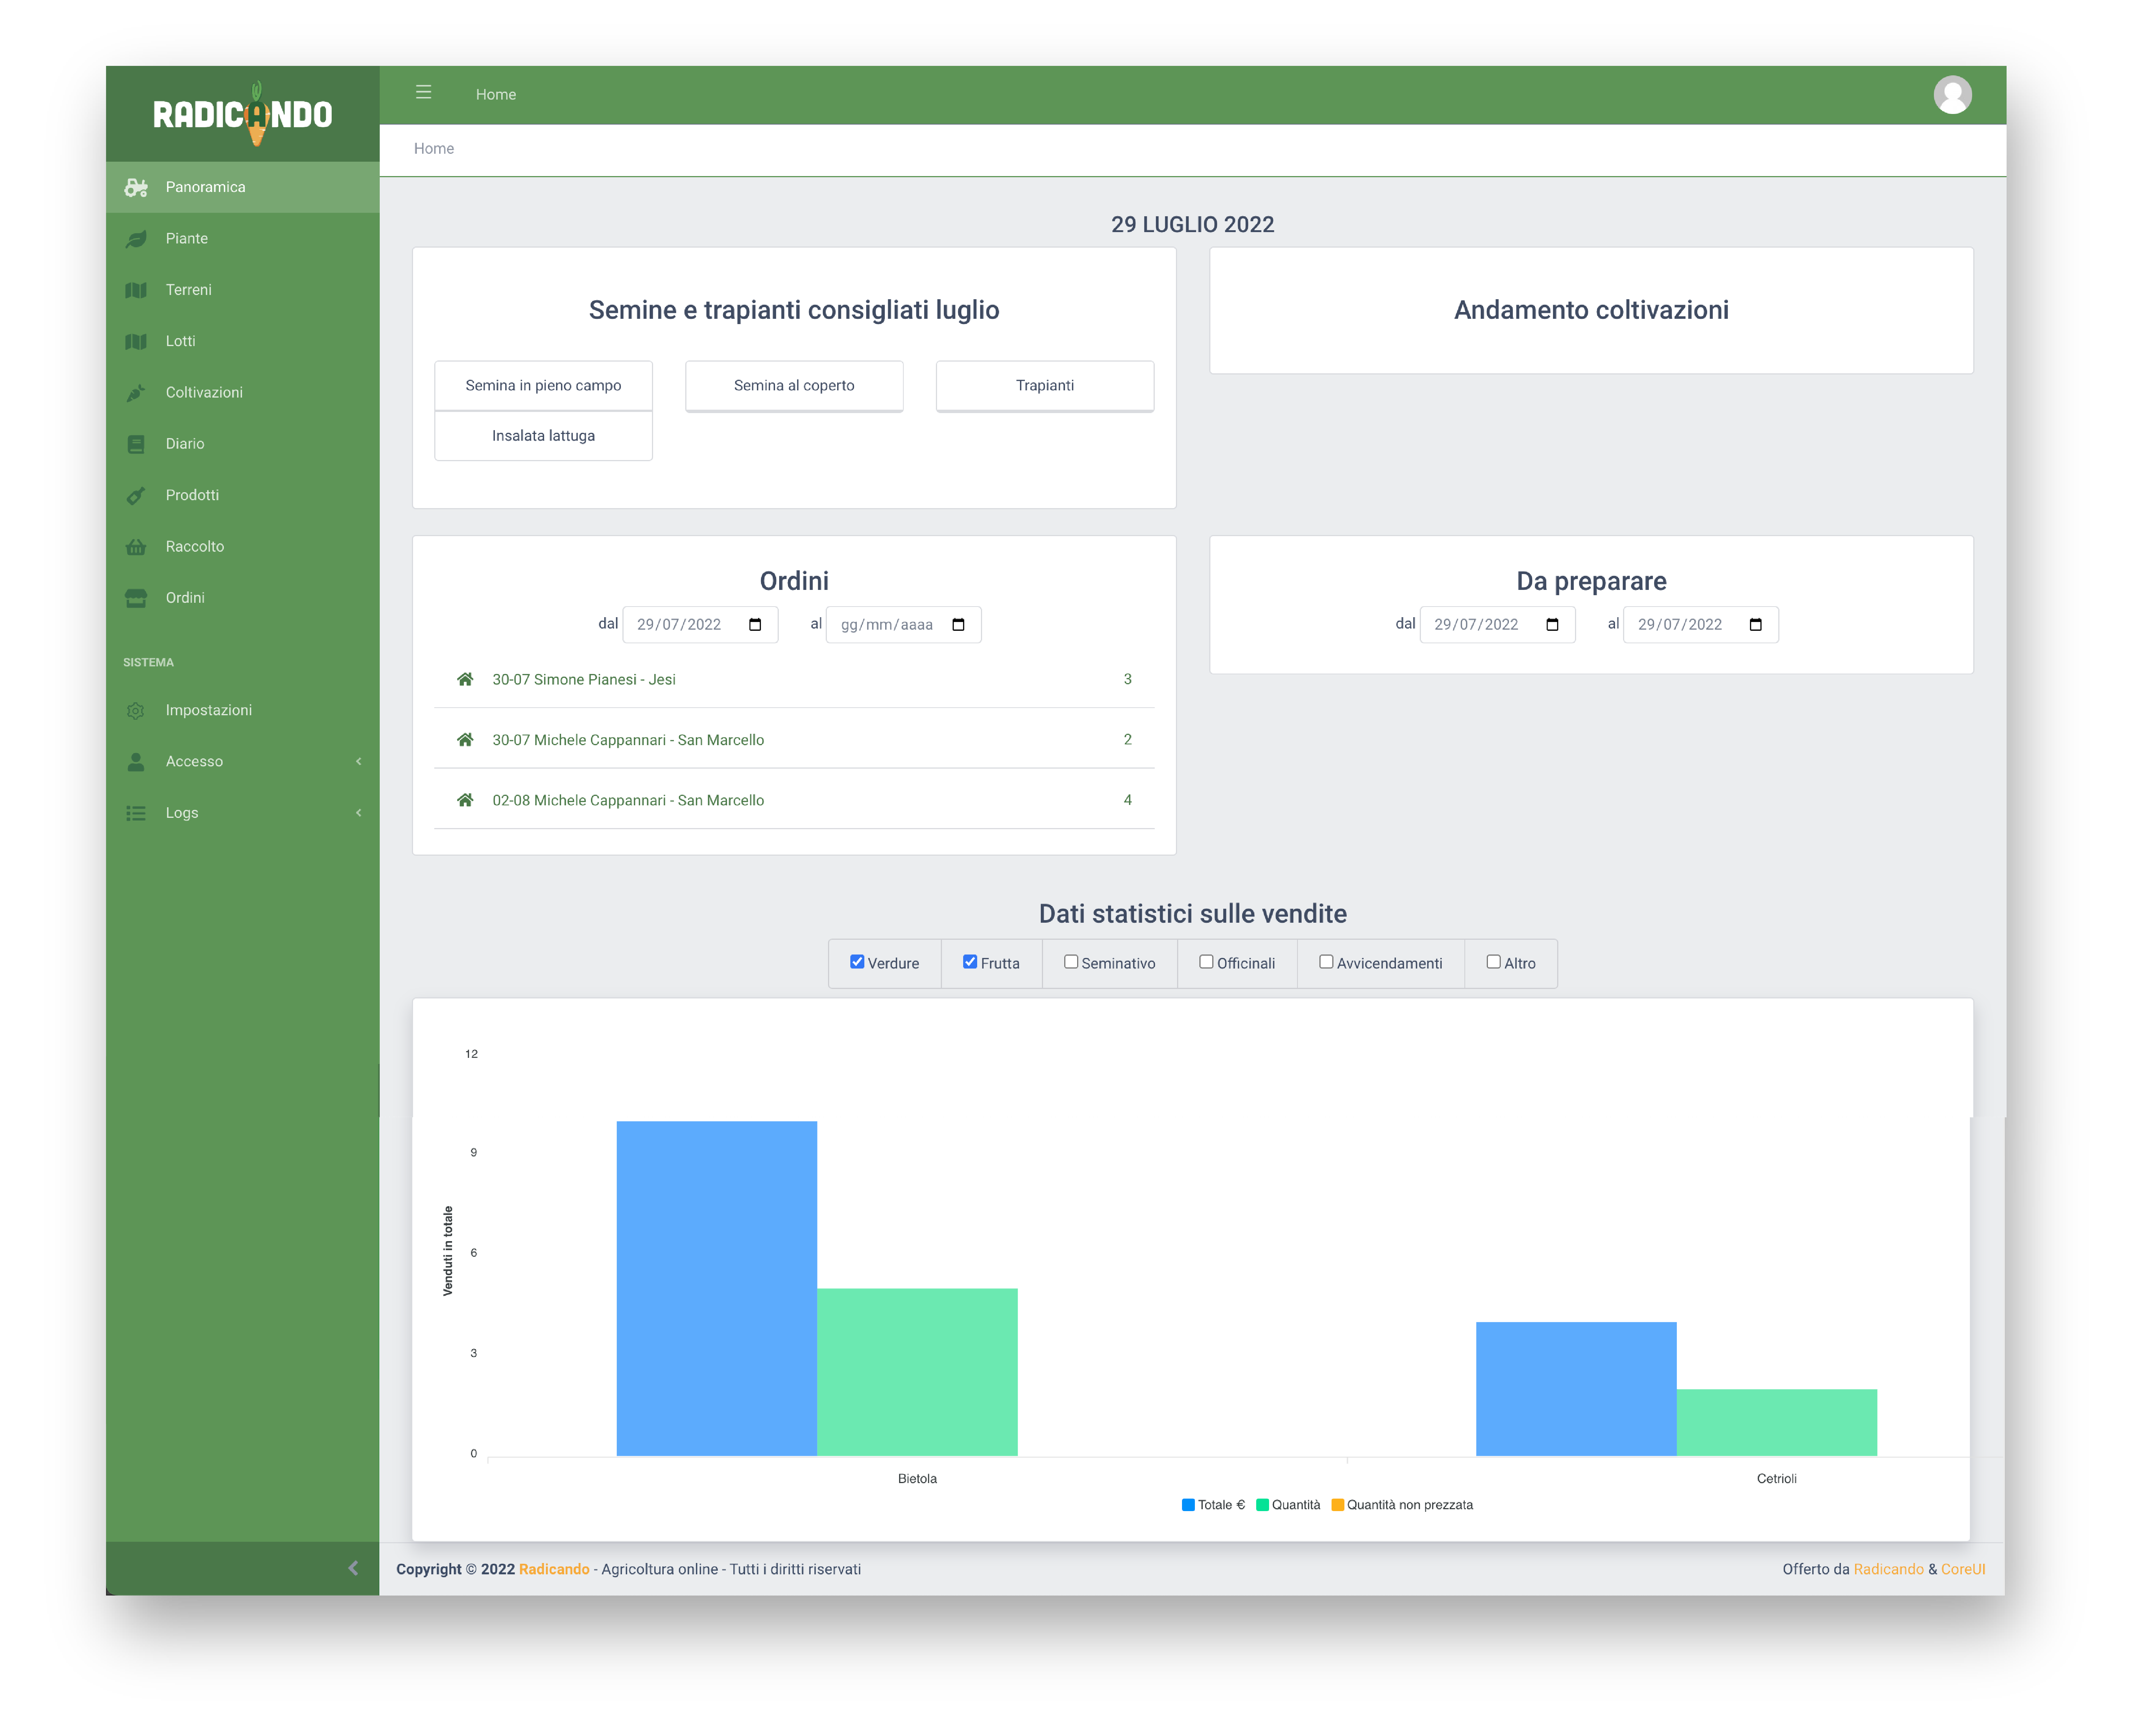 RADICANDO
Home
Home
Panoramica
Piante
Terreni
Lotti
Coltivazioni
Diario
Prodotti
Raccolto
Ordini
SISTEMA
Impostazioni
Accesso
Logs
29 LUGLIO 2022
Semine e trapianti consigliati luglio
Semina in pieno campo
Insalata lattuga
Semina al coperto
Trapianti
Andamento coltivazioni
Ordini
dal 29/07/2022 al gg/mm/aaaa
30-07 Simone Pianesi - Jesi 3
30-07 Michele Cappannari - San Marcello 2
02-08 Michele Cappannari - San Marcello 4
Da preparare
dal 29/07/2022 al 29/07/2022
Dati statistici sulle vendite
Verdure Frutta Seminativo Officinali Avvicendamenti Altro
12
9
6
3
0
Venduti in totale
Bietola Cetrioli
Totale € Quantità Quantità non prezzata
Copyright © 2022 Radicando - Agricoltura online - Tutti i diritti riservati
Offerto da Radicando & CoreUI